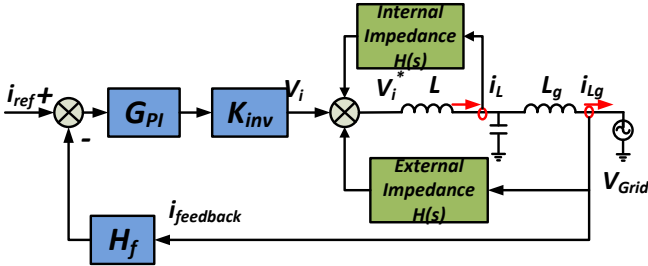 Internal
Impedance
H(s)
i_ref+
-
G_PI
K_inv
V_i
V_i^*
L
i_L
L_g
i_Lg
External
Impedance
H(s)
V_Grid
i_feedback
H_f